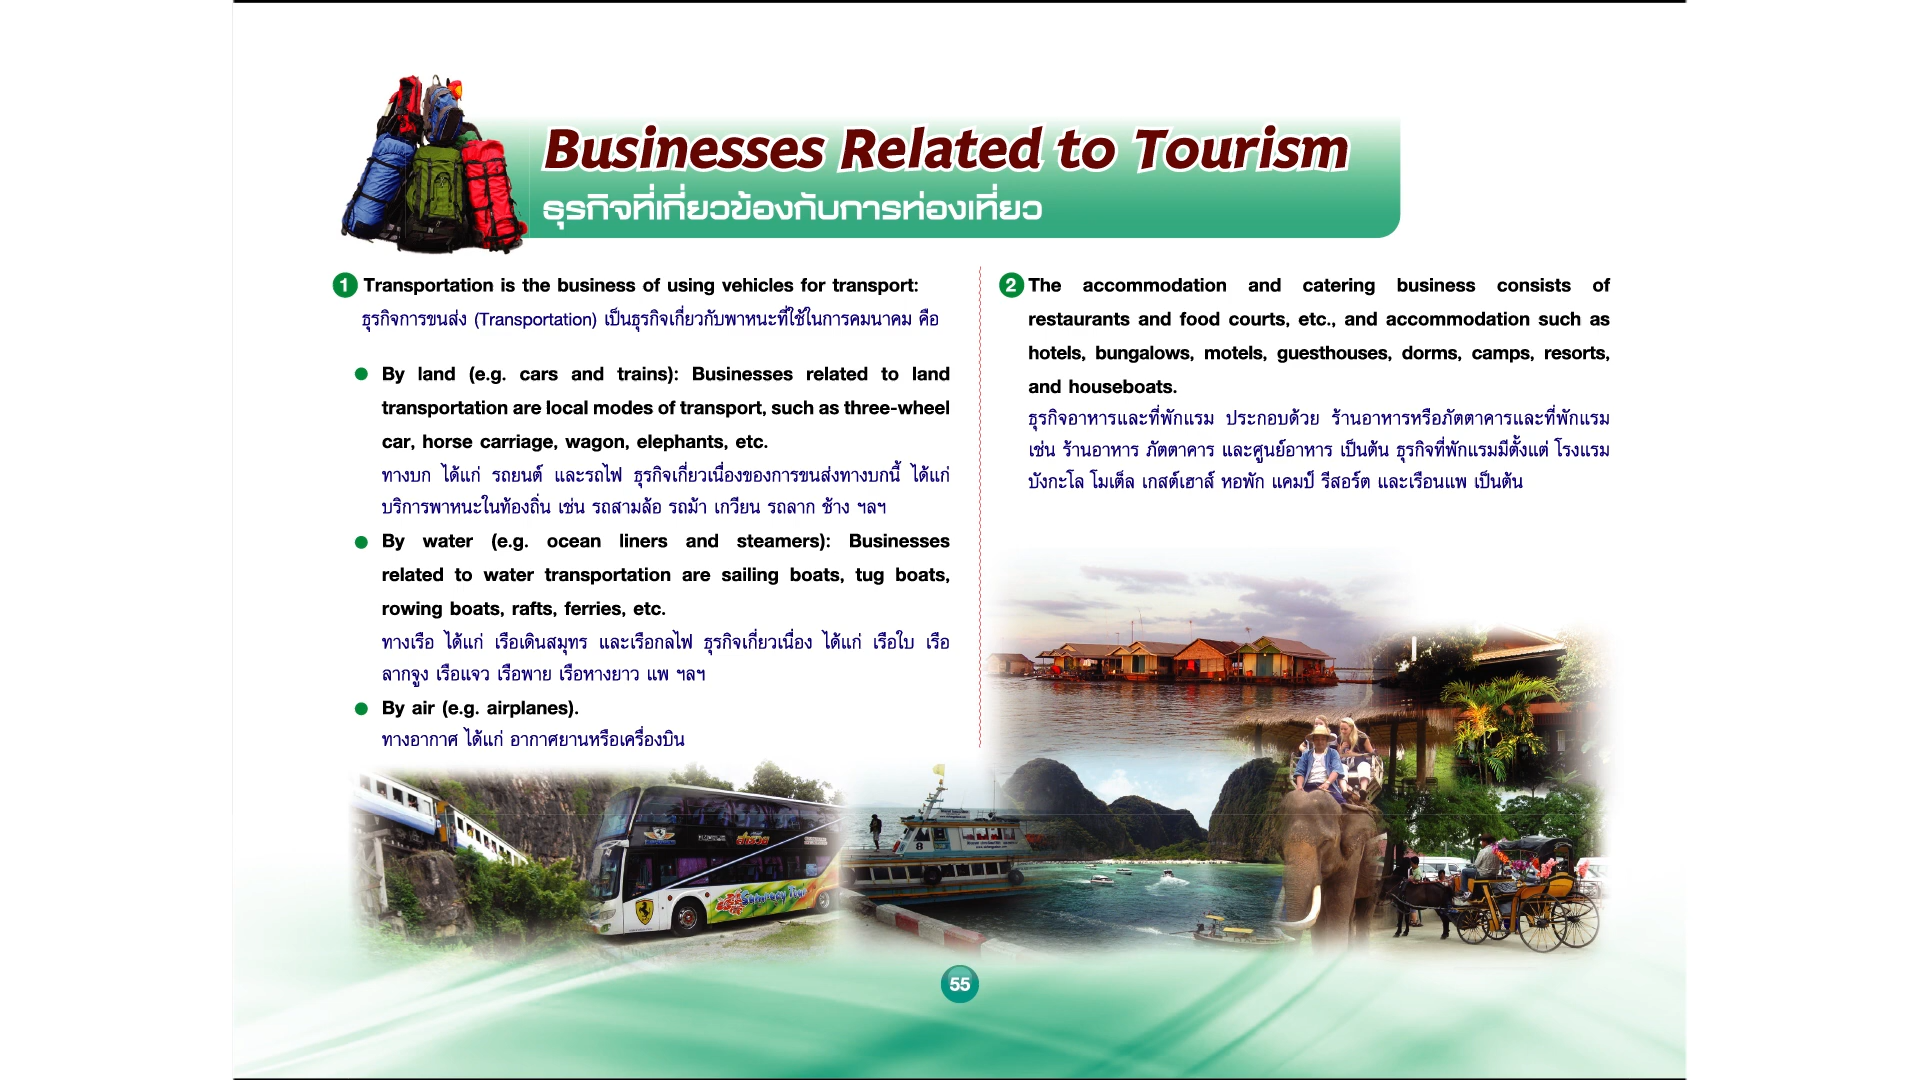 Businesses Related to Tourism
ธุรกิจที่เกี่ยวข้องกับการท่องเที่ยว
1 Transportation is the business of using vehicles for transport:
ธุรกิจการขนส่ง (Transportation) เป็นธุรกิจเกี่ยวกับพาหนะที่ใช้ในการคมนาคม คือ
● By land (e.g. cars and trains): Businesses related to land
transportation are local modes of transport, such as three-wheel
car, horse carriage, wagon, elephants, etc.
ทางบก ได้แก่ รถยนต์ และรถไฟ ธุรกิจเกี่ยวเนื่องของการขนส่งทางบกนี้ ได้แก่
บริการพาหนะในท้องถิ่น เช่น รถสามล้อ รถม้า เกวียน รถลาก ช้าง ฯลฯ
● By water (e.g. ocean liners and steamers): Businesses
related to water transportation are sailing boats, tug boats,
rowing boats, rafts, ferries, etc.
ทางเรือ ได้แก่ เรือเดินสมุทร และเรือกลไฟ ธุรกิจเกี่ยวเนื่อง ได้แก่ เรือใบ เรือ
ลากจูง เรือแจว เรือพาย เรือหางยาว แพ ฯลฯ
● By air (e.g. airplanes).
ทางอากาศ ได้แก่ อากาศยานหรือเครื่องบิน
2 The accommodation and catering business consists of
restaurants and food courts, etc., and accommodation such as
hotels, bungalows, motels, guesthouses, dorms, camps, resorts,
and houseboats.
ธุรกิจอาหารและที่พักแรม ประกอบด้วย ร้านอาหารหรือภัตตาคารและที่พักแรม
เช่น ร้านอาหาร ภัตตาคาร และศูนย์อาหาร เป็นต้น ธุรกิจที่พักแรมมีตั้งแต่ โรงแรม
บังกะโล โมเต็ล เกสต์เฮาส์ หอพัก แคมป์ รีสอร์ต และเรือนแพ เป็นต้น
8
55